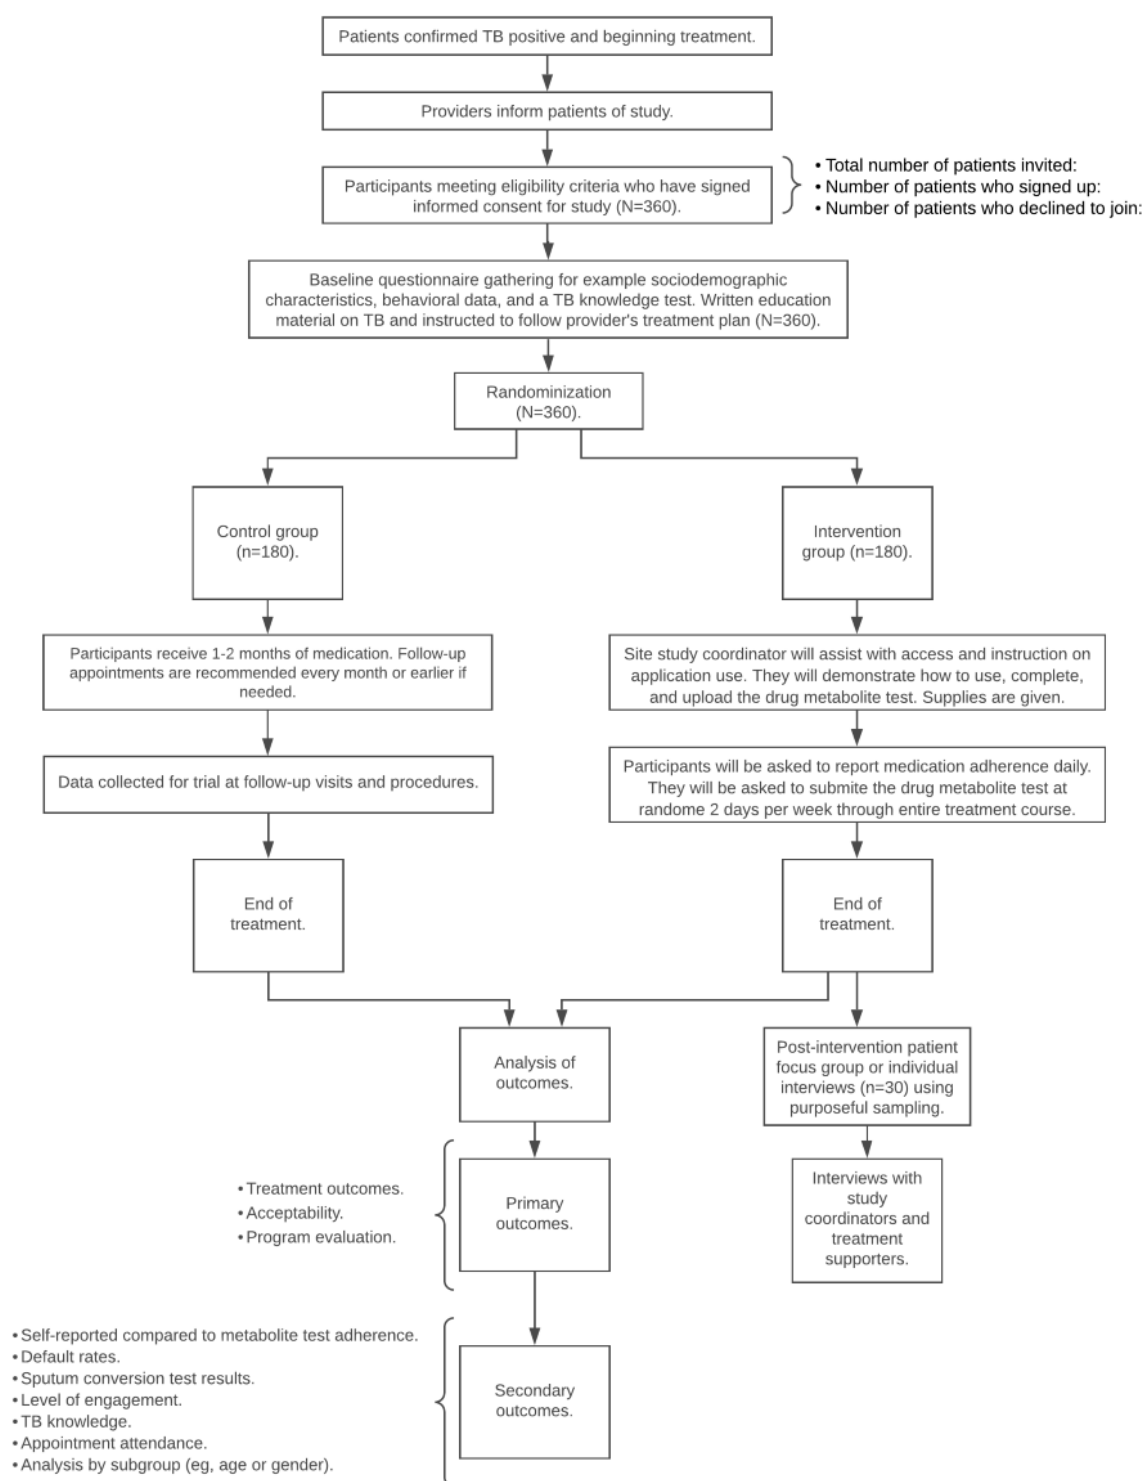 Patients confirmed TB positive and beginning treatment.
Providers inform patients of study.
Participants meeting eligibility criteria who have signed
informed consent for study (N=360).
• Total number of patients invited:
• Number of patients who signed up:
• Number of patients who declined to join:
Baseline questionnaire gathering for example sociodemographic
characteristics, behavioral data, and a TB knowledge test. Written education
material on TB and instructed to follow provider's treatment plan (N=360).
Randominization
(N=360).
Control group
(n=180).
Intervention
group (n=180).
Participants receive 1-2 months of medication. Follow-up
appointments are recommended every month or earlier if
needed.
Site study coordinator will assist with access and instruction on
application use. They will demonstrate how to use, complete,
and upload the drug metabolite test. Supplies are given.
Data collected for trial at follow-up visits and procedures.
Participants will be asked to report medication adherence daily.
They will be asked to submite the drug metabolite test at
randome 2 days per week through entire treatment course.
End of
treatment.
End of
treatment.
Analysis of
outcomes.
Post-intervention patient
focus group or individual
interviews (n=30) using
purposeful sampling.
• Treatment outcomes.
• Acceptability.
• Program evaluation.
Primary
outcomes.
Interviews with
study
coordinators and
treatment
supporters.
• Self-reported compared to metabolite test adherence.
• Default rates.
• Sputum conversion test results.
• Level of engagement.
• TB knowledge.
• Appointment attendance.
• Analysis by subgroup (eg, age or gender).
Secondary
outcomes.